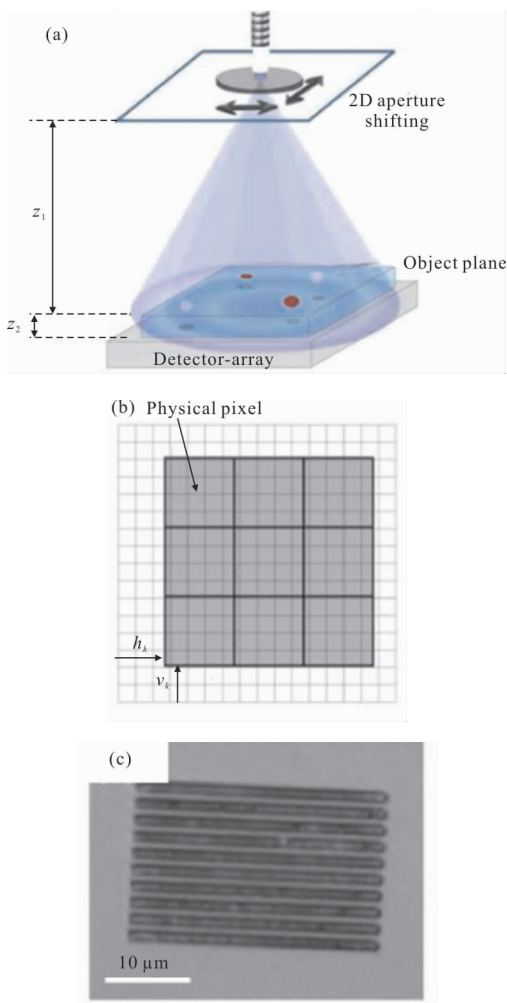 (a)
2D aperture
shifting
z₁
Object plane
z₂
Detector-array
(b) Physical pixel
hₖ
vₖ
(c)
10 μm